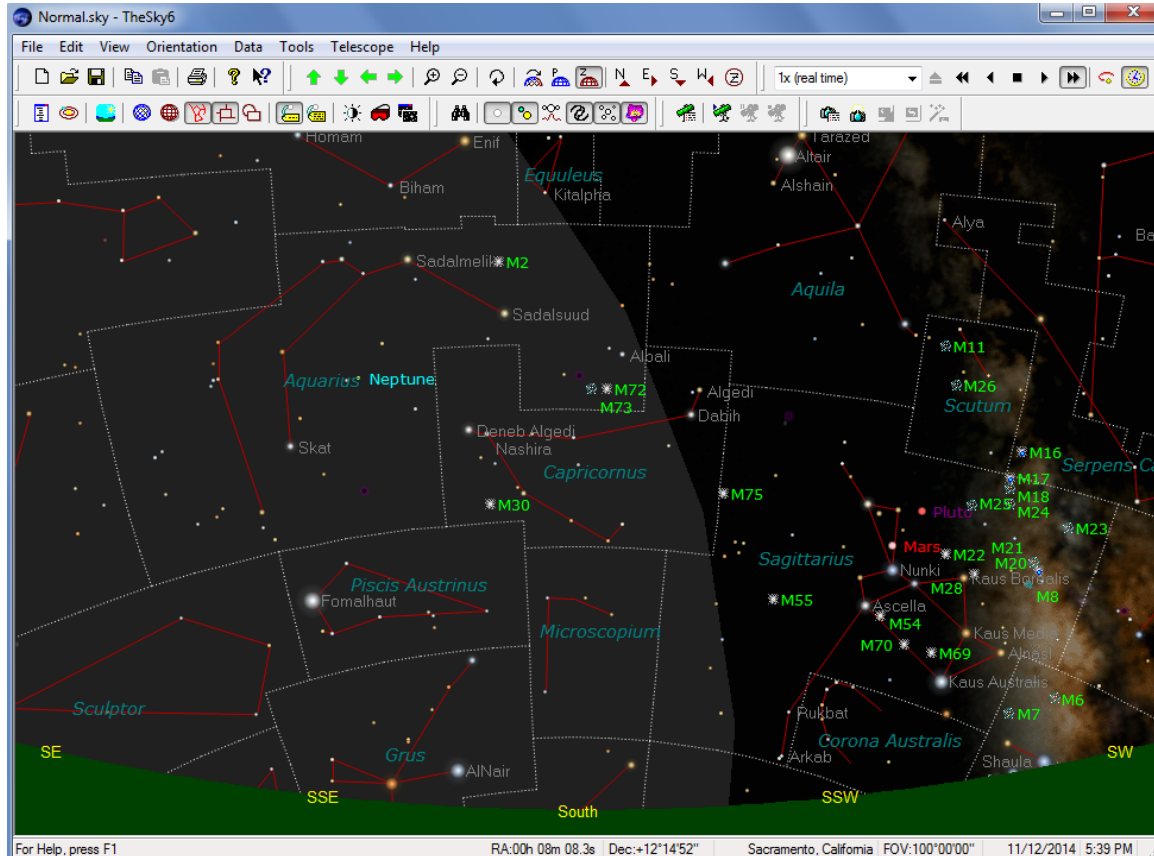 Normal.sky - TheSky6
File Edit View Orientation Data Tools Telescope Help
1x (real time)
Homam
Enif
Tarazed
Altair
Equuleus
Biham
Kitalpha
Alshain
Alya
Sadalmelik
M2
Aquila
Sadalsuud
Albali
M11
Aquarius
Neptune
M72
M73
Algedi
M26
Scutum
Dabih
Deneb Algedi
Nashira
Skat
M16
Capricornus
Serpens Ca
M17
M75
M18
M30
M25
M24
Pluto
M23
Mars
M21
Sagittarius
M22
M20
Nunki
Kaus Borealis
Piscis Austrinus
M28
M8
Fomalhaut
M55
Ascella
M54
Microscopium
Kaus Media
M70
M69
Alnasl
Kaus Australis
Sculptor
M6
Rukbat
M7
Corona Australis
SE
Grus
SW
Arkab
Shaula
AlNair
SSE
SSW
South
For Help, press F1
RA:00h 08m 08.3s Dec:+12°14'52" Sacramento, California FOV:100°00'00" 11/12/2014 5:39 PM